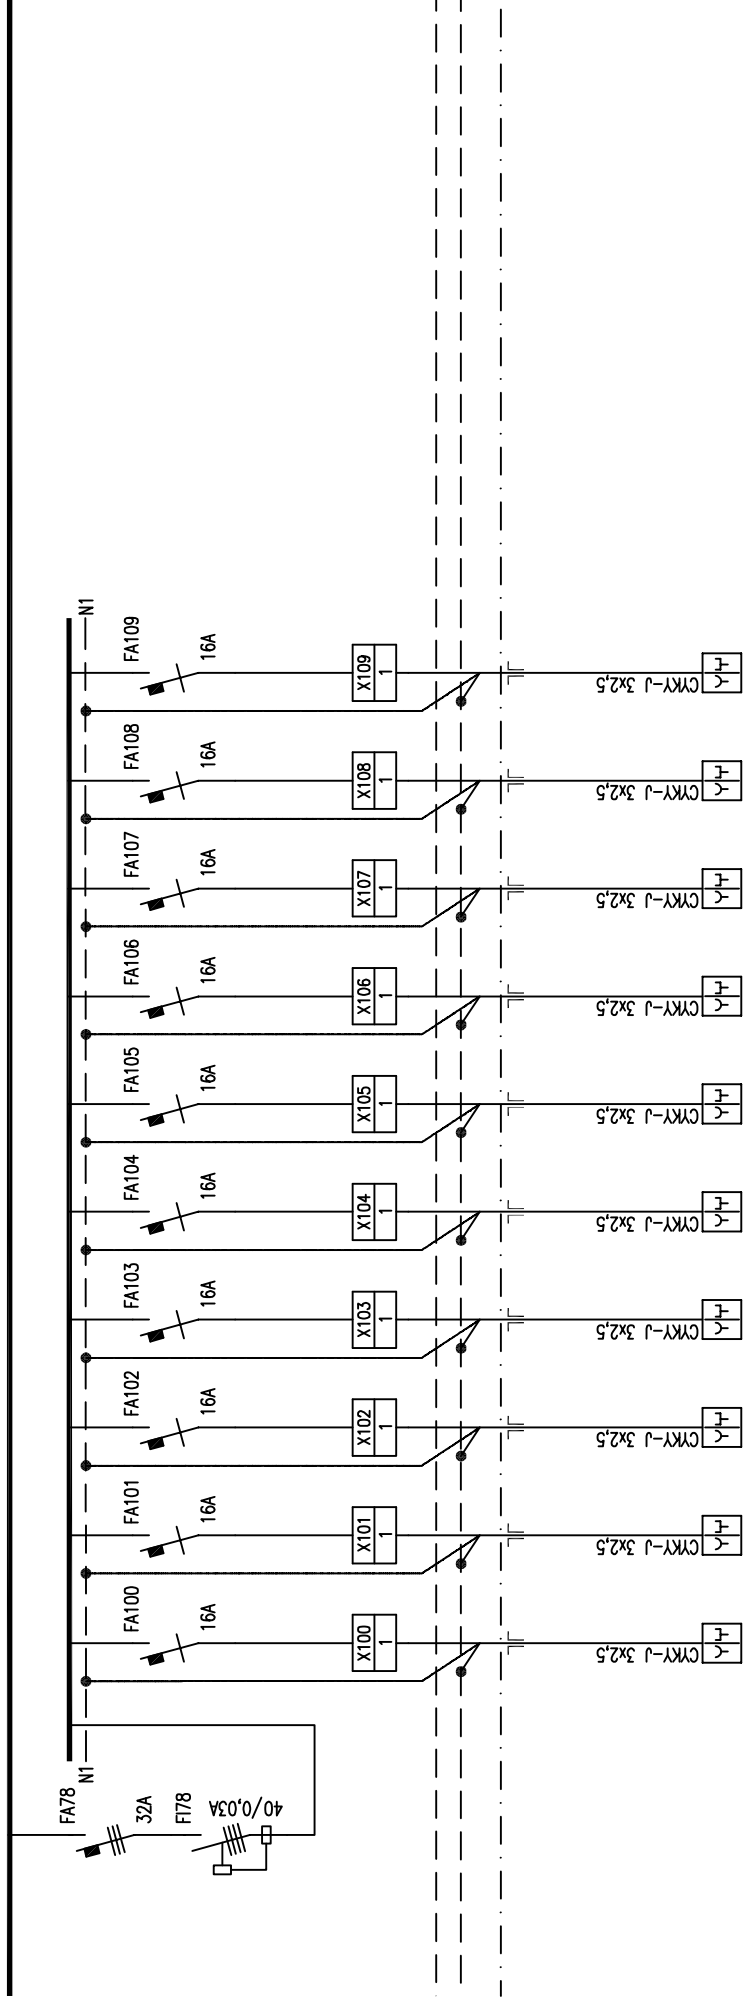 N1
FA109
16A
X109
1
CYKY-J 3x2,5
FA108
16A
X108
1
CYKY-J 3x2,5
FA107
16A
X107
1
CYKY-J 3x2,5
FA106
16A
X106
1
CYKY-J 3x2,5
FA105
16A
X105
1
CYKY-J 3x2,5
FA104
16A
X104
1
CYKY-J 3x2,5
FA103
16A
X103
1
CYKY-J 3x2,5
FA102
16A
X102
1
CYKY-J 3x2,5
FA101
16A
X101
1
CYKY-J 3x2,5
FA100
16A
X100
1
CYKY-J 3x2,5
N1
FA78
32A
FI78
40/0,03A